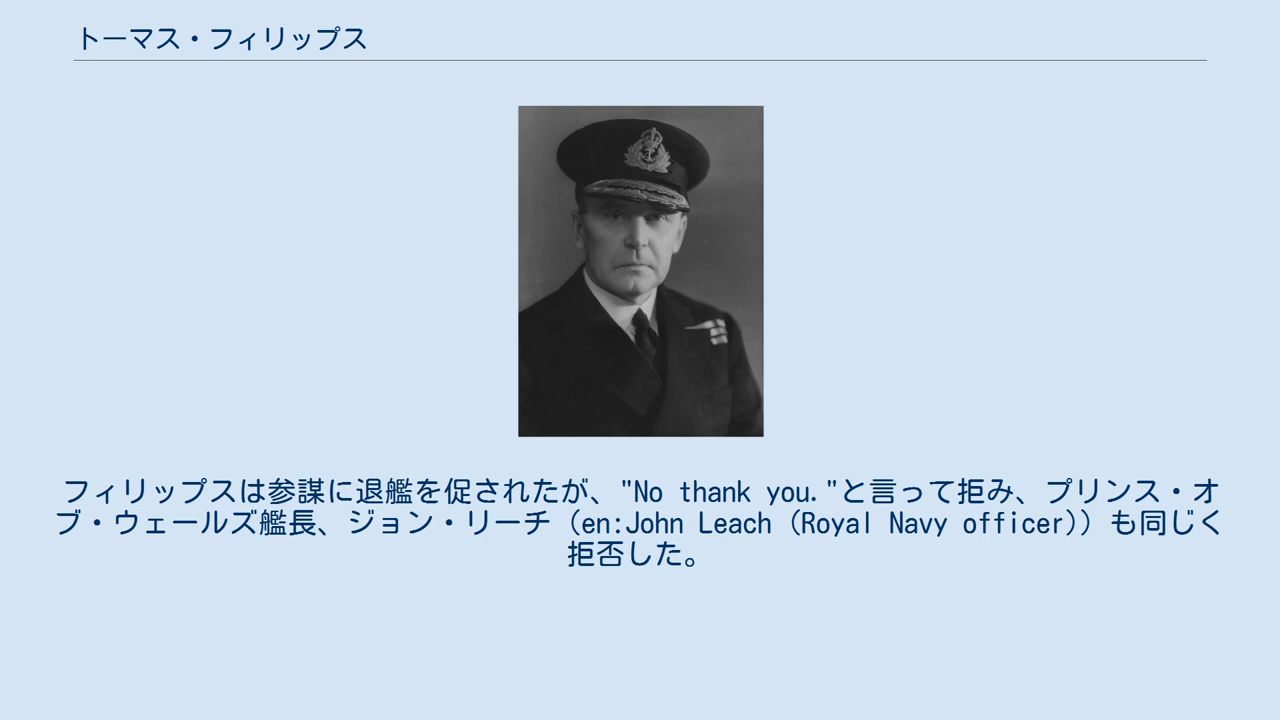 トーマス・フィリップス
フィリップスは参謀に退艦を促されたが、"No thank you."と言って拒み、プリンス・オ
ブ・ウェールズ艦長、ジョン・リーチ（en:John Leach (Royal Navy officer)）も同じく
拒否した。